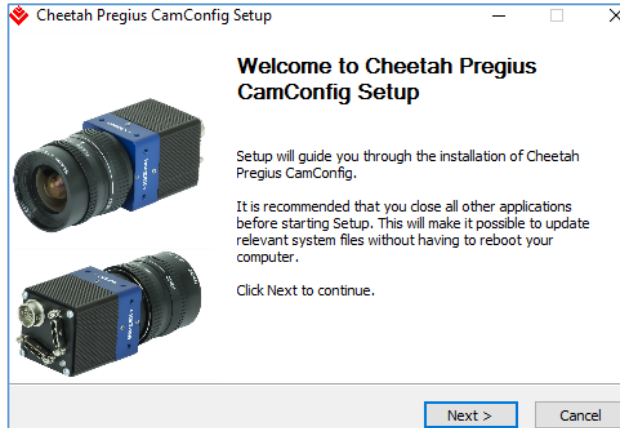 Cheetah Pregius CamConfig Setup
Welcome to Cheetah Pregius
CamConfig Setup
Setup will guide you through the installation of Cheetah
Pregius CamConfig.
It is recommended that you close all other applications
before starting Setup. This will make it possible to update
relevant system files without having to reboot your
computer.
Click Next to continue.
Next >
Cancel